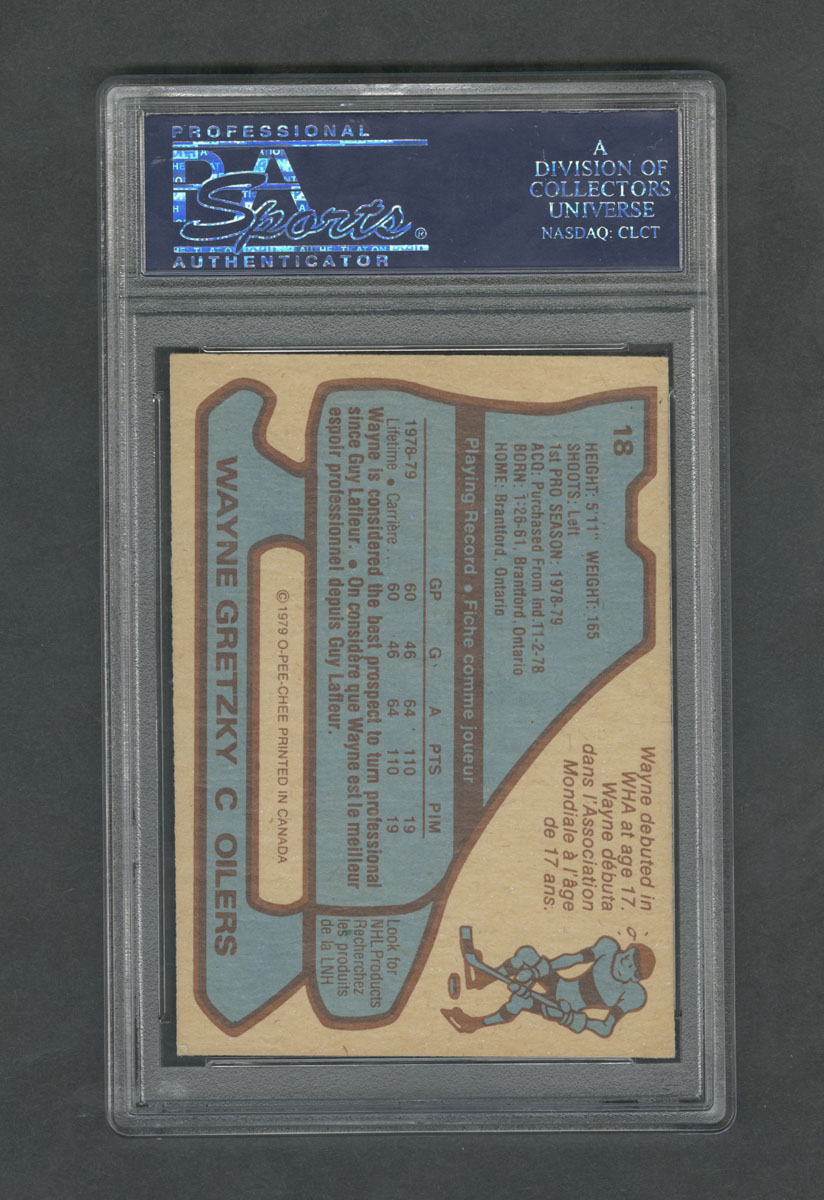 PROFESSIONAL
PSA
Sports®
AUTHENTICATOR
A
DIVISION OF
COLLECTORS
UNIVERSE
NASDAQ: CLCT
18
HEIGHT: 5'11" WEIGHT: 165
SHOOTS: Left
1st PRO SEASON: 1978-79
ACQ: Purchased From Ind. 11-2-78
BORN: 1-26-61, Brantford, Ontario
HOME: Brantford, Ontario
Wayne debuted in
WHA at age 17.
Wayne débuta
dans l'Association
Mondiale à l'âge
de 17 ans.
Playing Record • Fiche comme joueur
GP G A PTS PIM
1978-79 60 46 64 110 19
Lifetime • Carrière . . 60 46 64 110 19
Wayne is considered the best prospect to turn professional
since Guy Lafleur. • On considère que Wayne est le meilleur
espoir professionnel depuis Guy Lafleur.
Look for
NHL Products
Recherchez
les produits
de la LNH
© 1979 O-PEE-CHEE PRINTED IN CANADA
WAYNE GRETZKY C OILERS